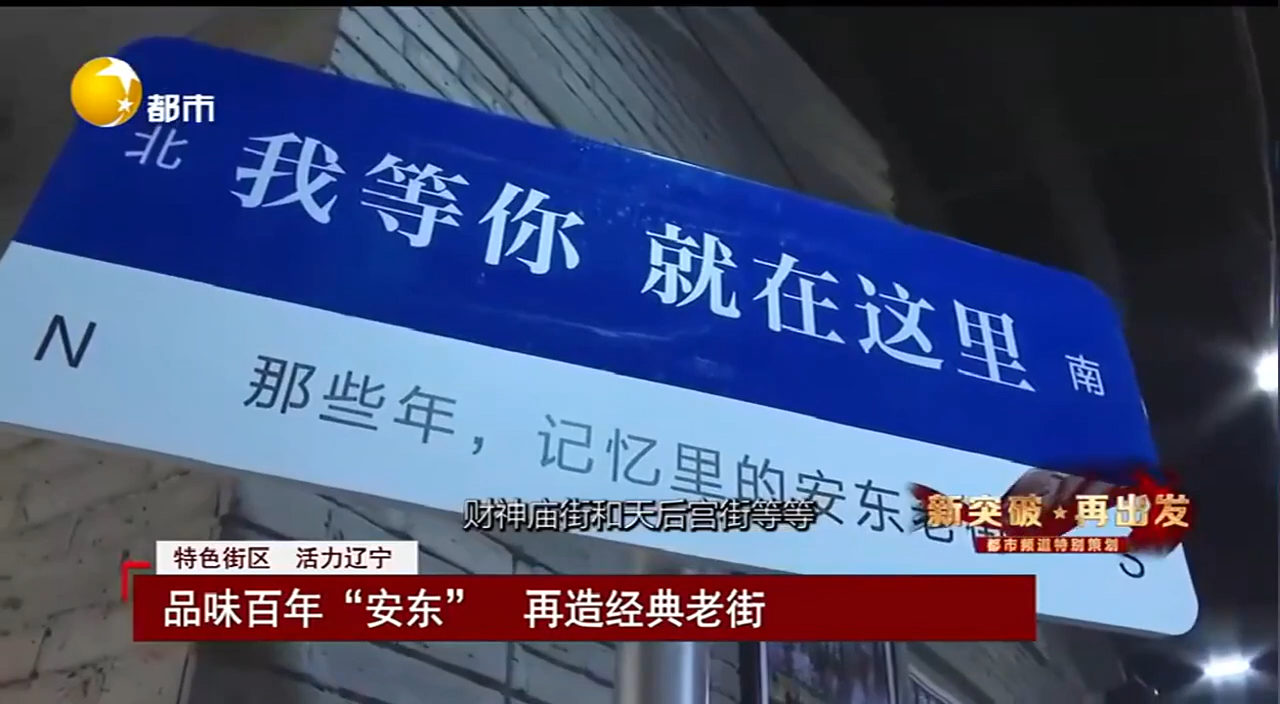 都市
北 我等你 就在这里 南
N 那些年，记忆里的安东老 S
财神庙街和天后宫街等等
新突破 再出发
都市频道特别策划
特色街区 活力辽宁
品味百年“安东” 再造经典老街